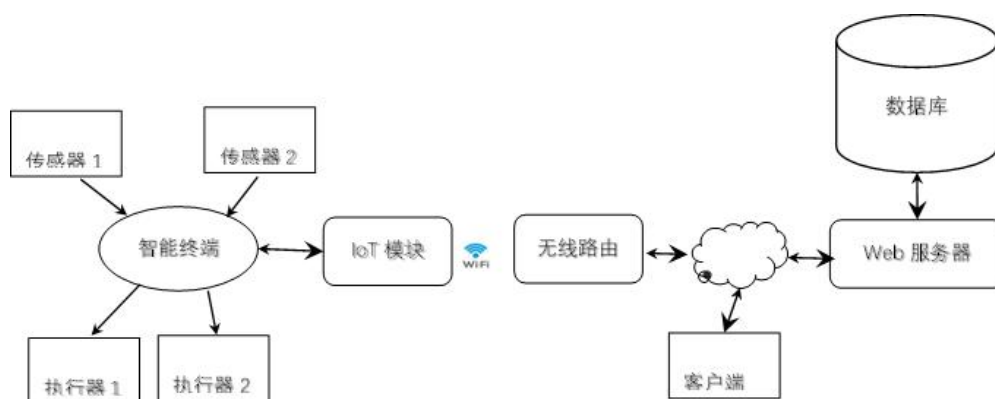 数据库
传感器 1
传感器 2
智能终端
IoT 模块
WiFi
无线路由
Web 服务器
执行器 1
执行器 2
客户端